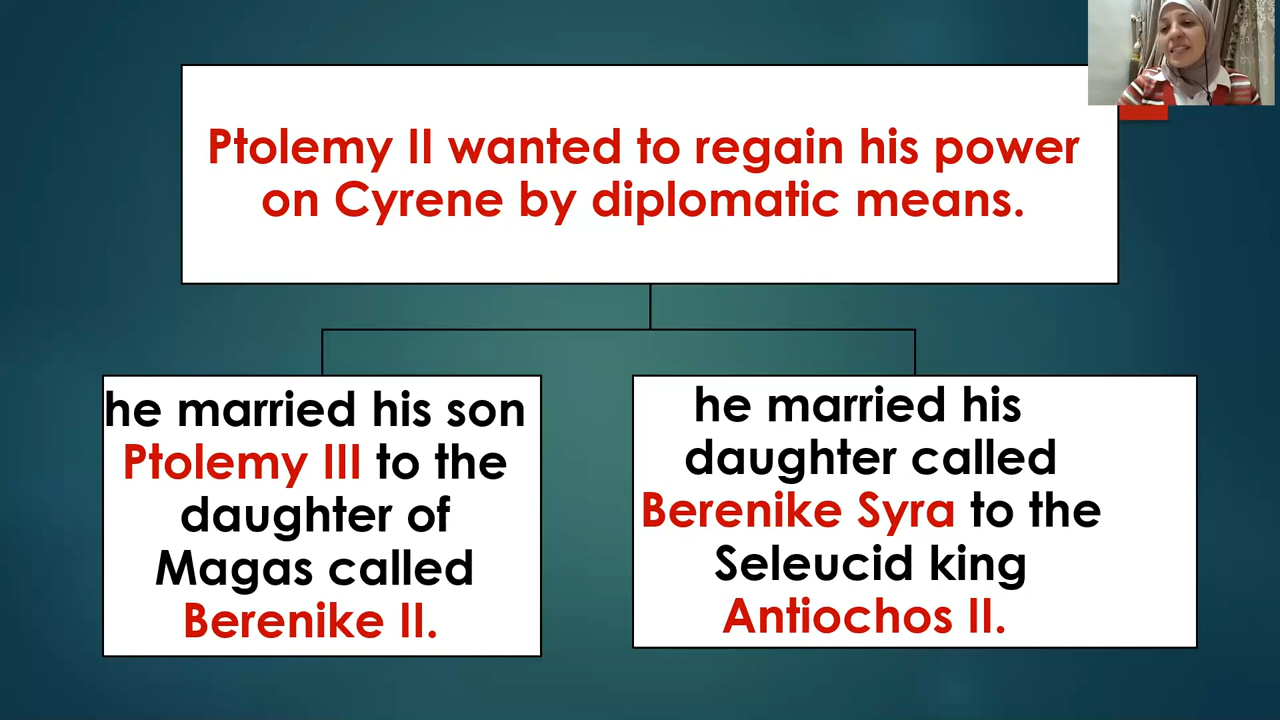 Ptolemy II wanted to regain his power
on Cyrene by diplomatic means.
he married his son
Ptolemy III to the
daughter of
Magas called
Berenike II.
he married his
daughter called
Berenike Syra to the
Seleucid king
Antiochos II.